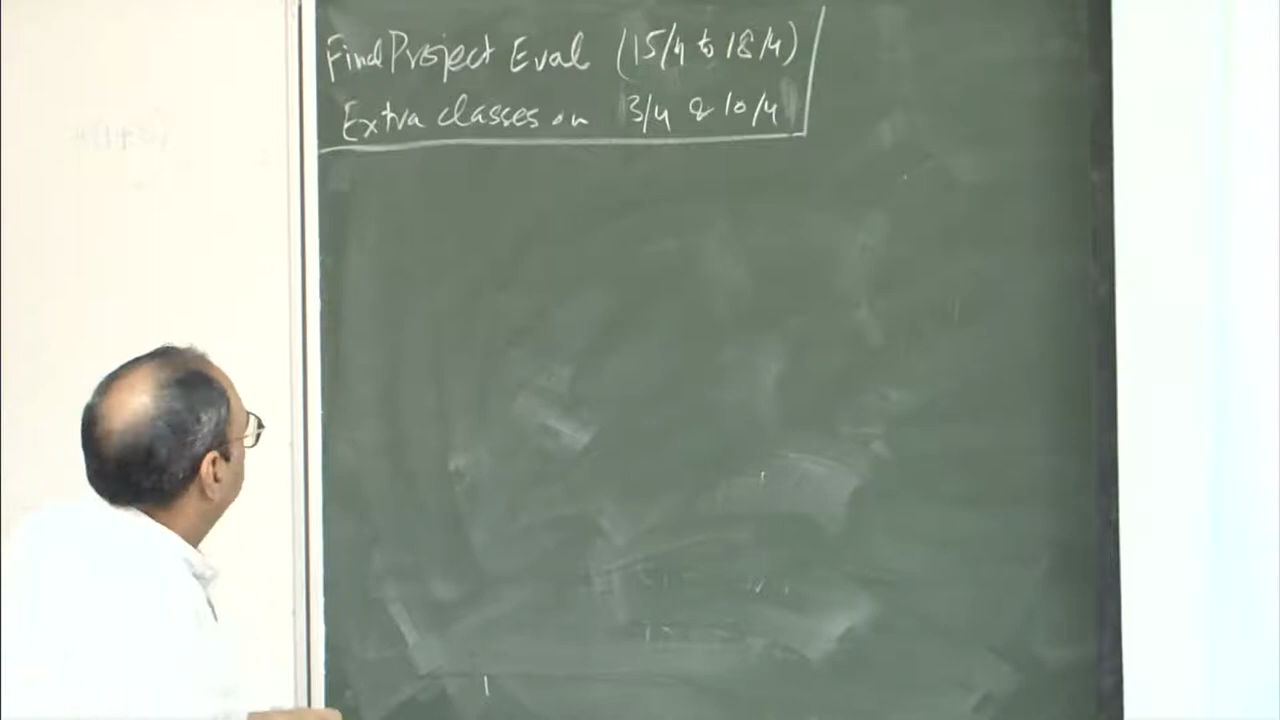 Final Project Eval (15/4 to 18/4)
Extra classes on 3/4 & 10/4